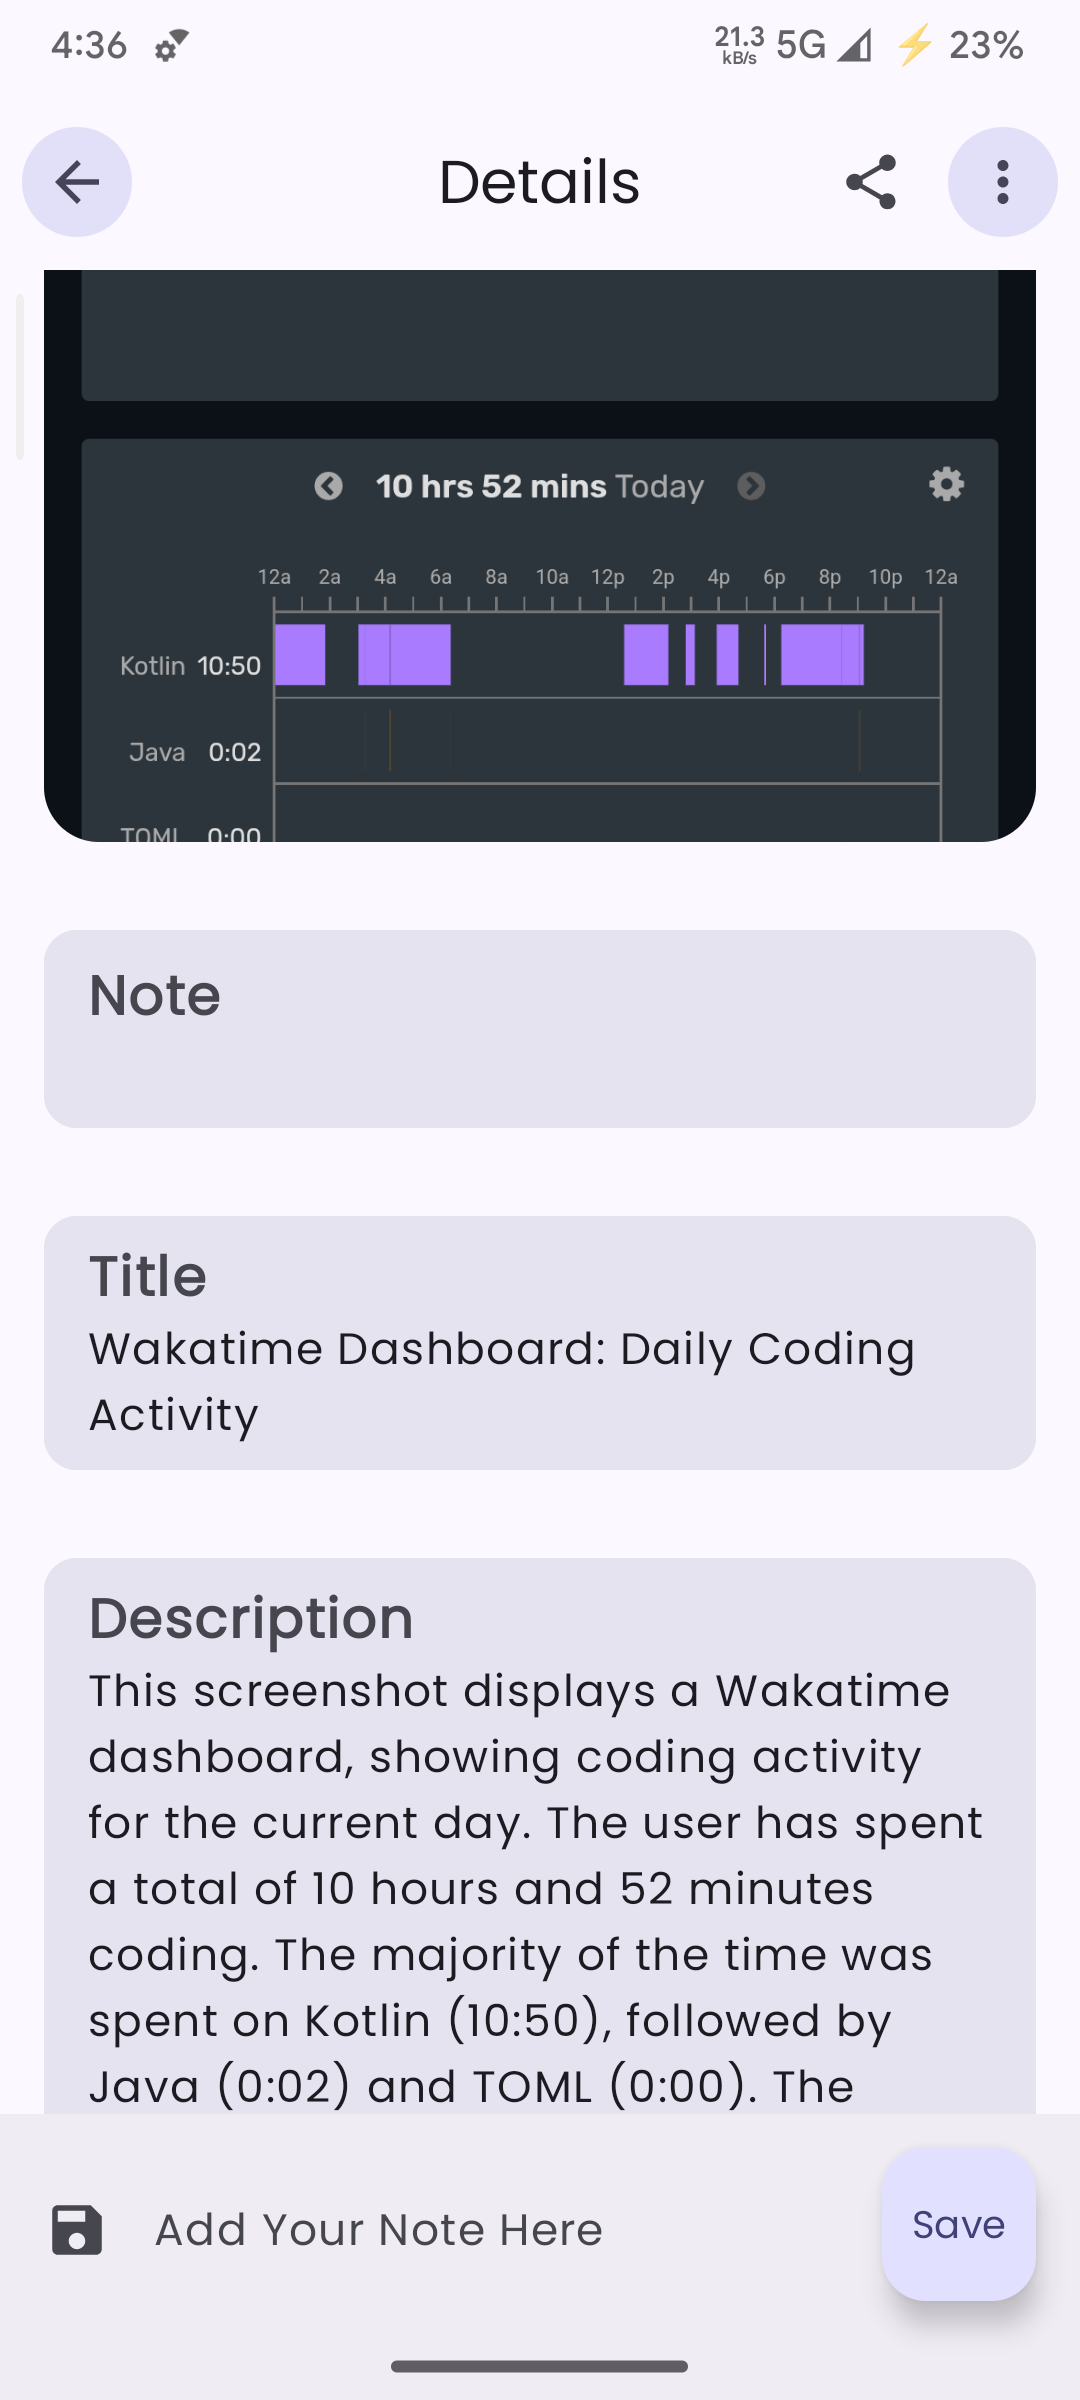 4:36 21.3 kB/s 5G 23%
Details
10 hrs 52 mins Today
12a 2a 4a 6a 8a 10a 12p 2p 4p 6p 8p 10p 12a
Kotlin 10:50
Java 0:02
TOML 0:00
Note
Title
Wakatime Dashboard: Daily Coding
Activity
Description
This screenshot displays a Wakatime
dashboard, showing coding activity
for the current day. The user has spent
a total of 10 hours and 52 minutes
coding. The majority of the time was
spent on Kotlin (10:50), followed by
Java (0:02) and TOML (0:00). The
Add Your Note Here
Save